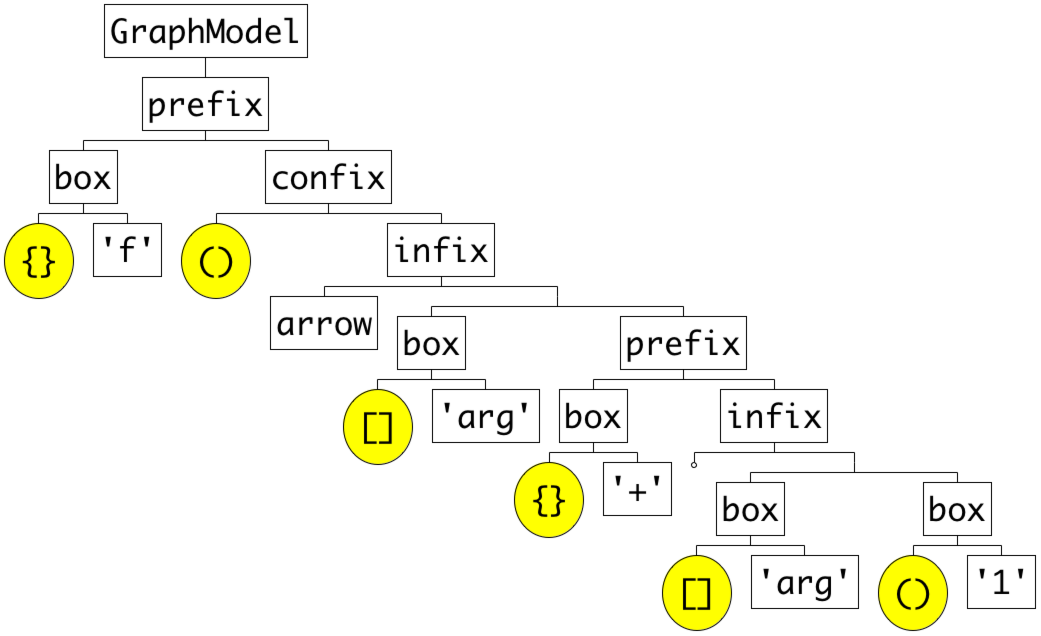 GraphModel
prefix
box confix
{} 'f' () infix
arrow box prefix
[] 'arg' box infix
{} '+' box box
[] 'arg' () '1'